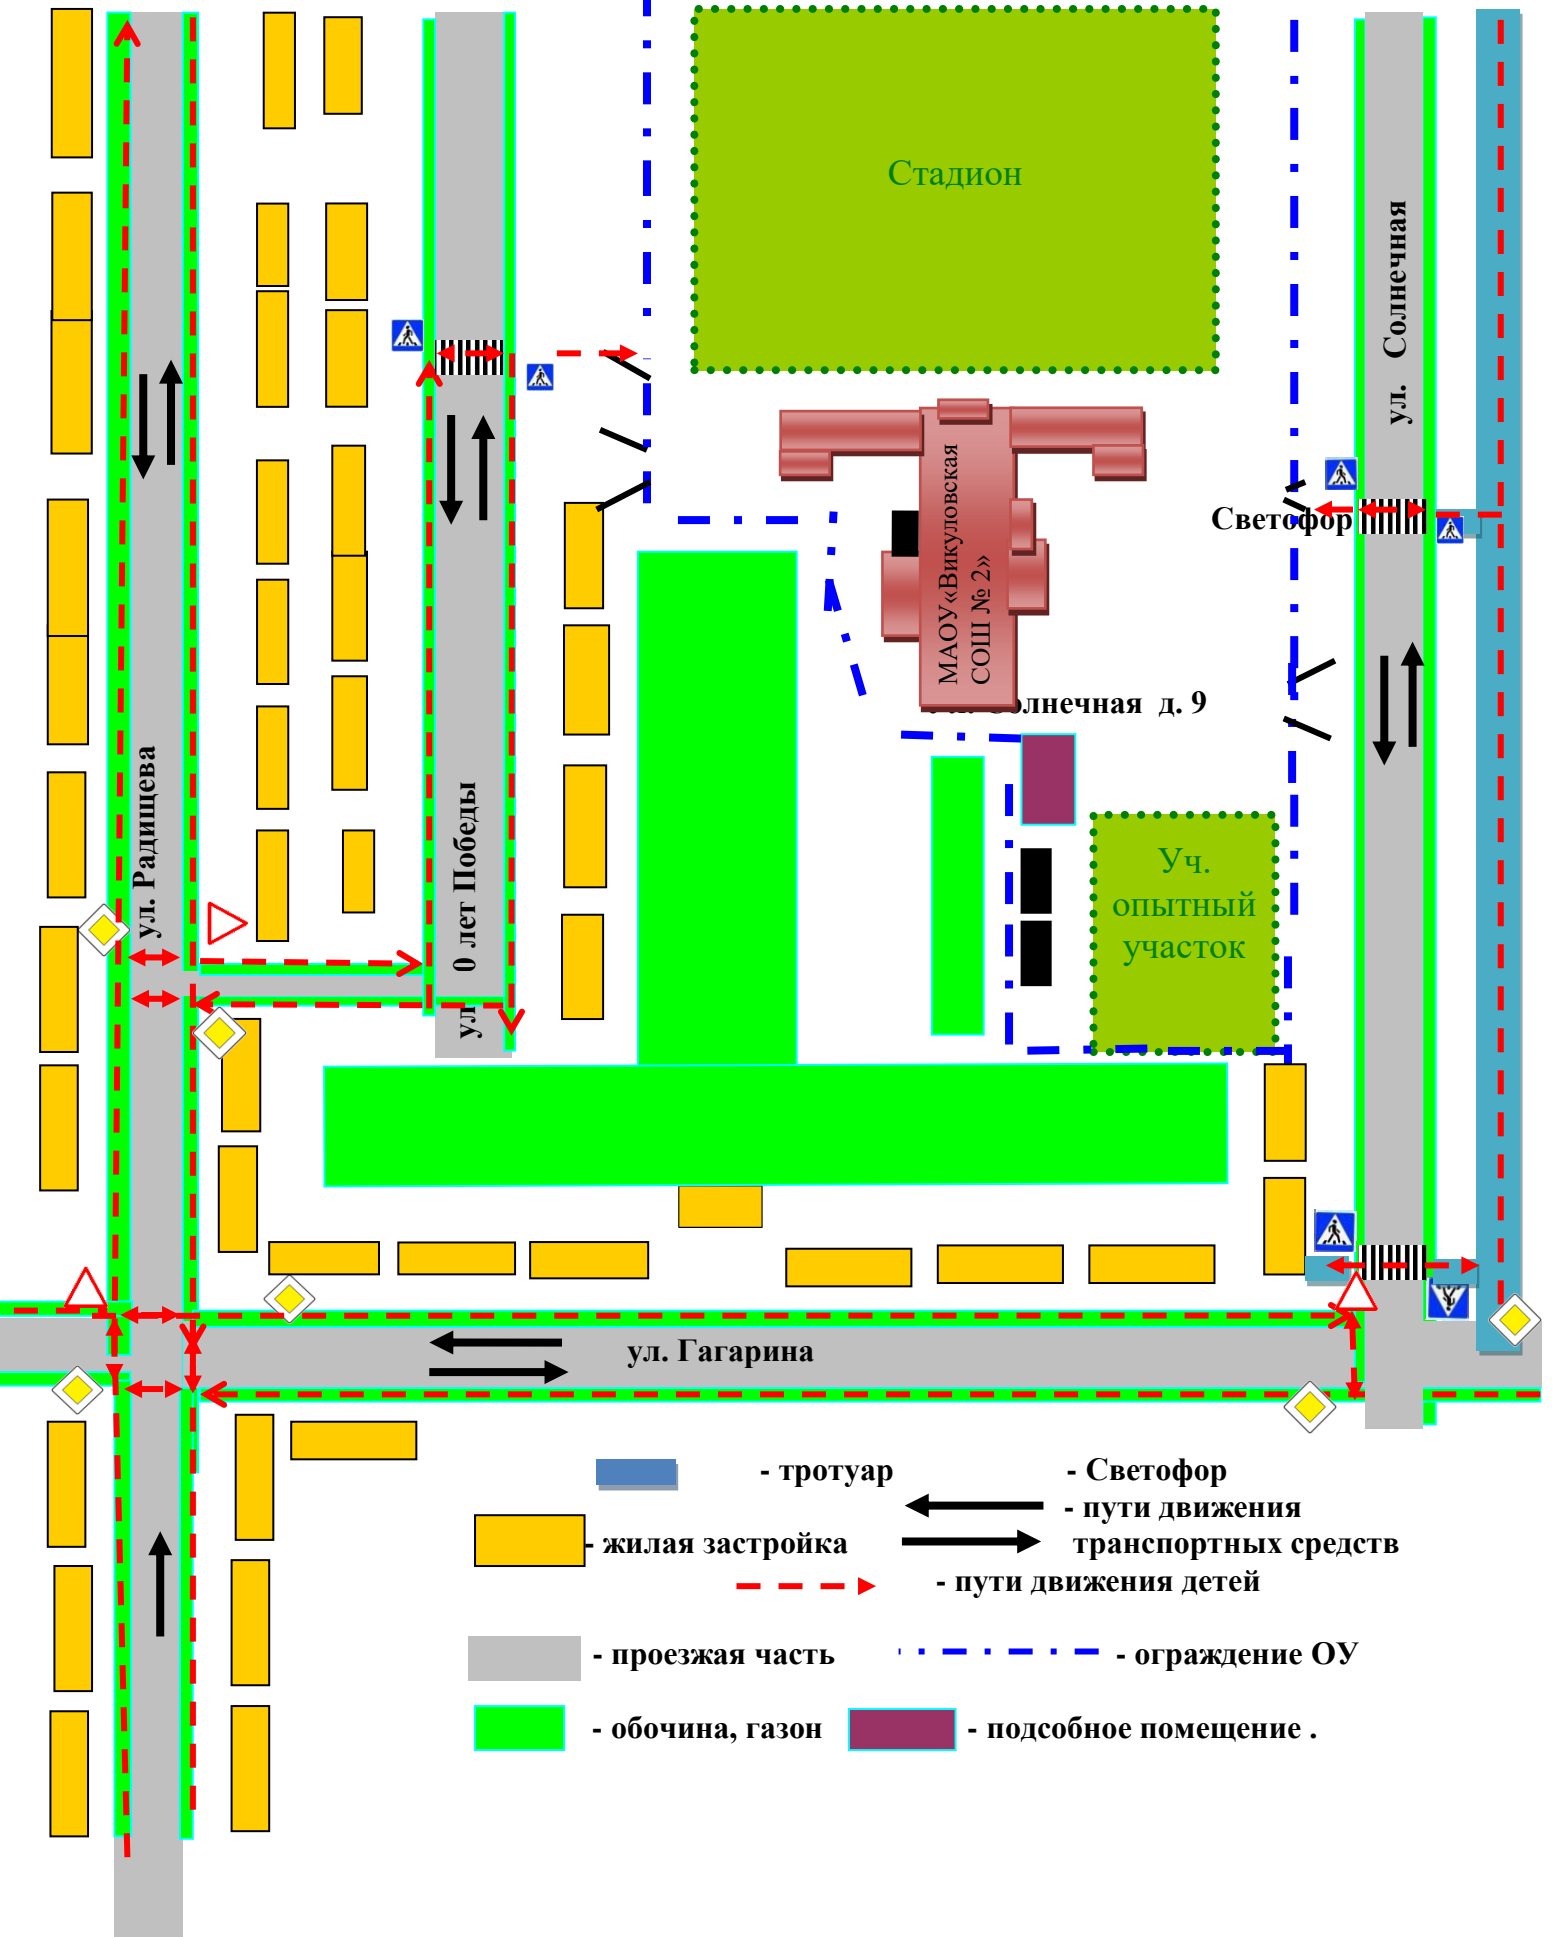 Стадион
ул. Солнечная
Светофор
МАОУ«Викуловская
СОШ № 2»
Солнечная д. 9
ул. Радищева
ул
0 лет Победы
Уч.
опытный
участок
ул. Гагарина
- тротуар
- Светофор
- пути движения
транспортных средств
- жилая застройка
- пути движения детей
- проезжая часть
- ограждение ОУ
- обочина, газон
- подсобное помещение .